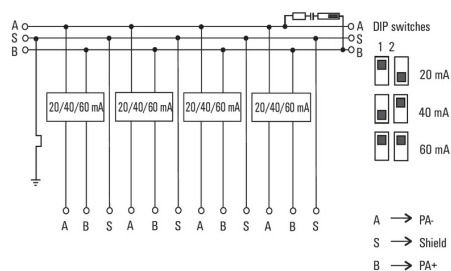 A A DIP switches
S S 1 2
B B
20 mA
20/40/60 mA 20/40/60 mA 20/40/60 mA 20/40/60 mA
40 mA
60 mA
A B S A B S A B S A B S
A → PA-
S → Shield
B → PA+